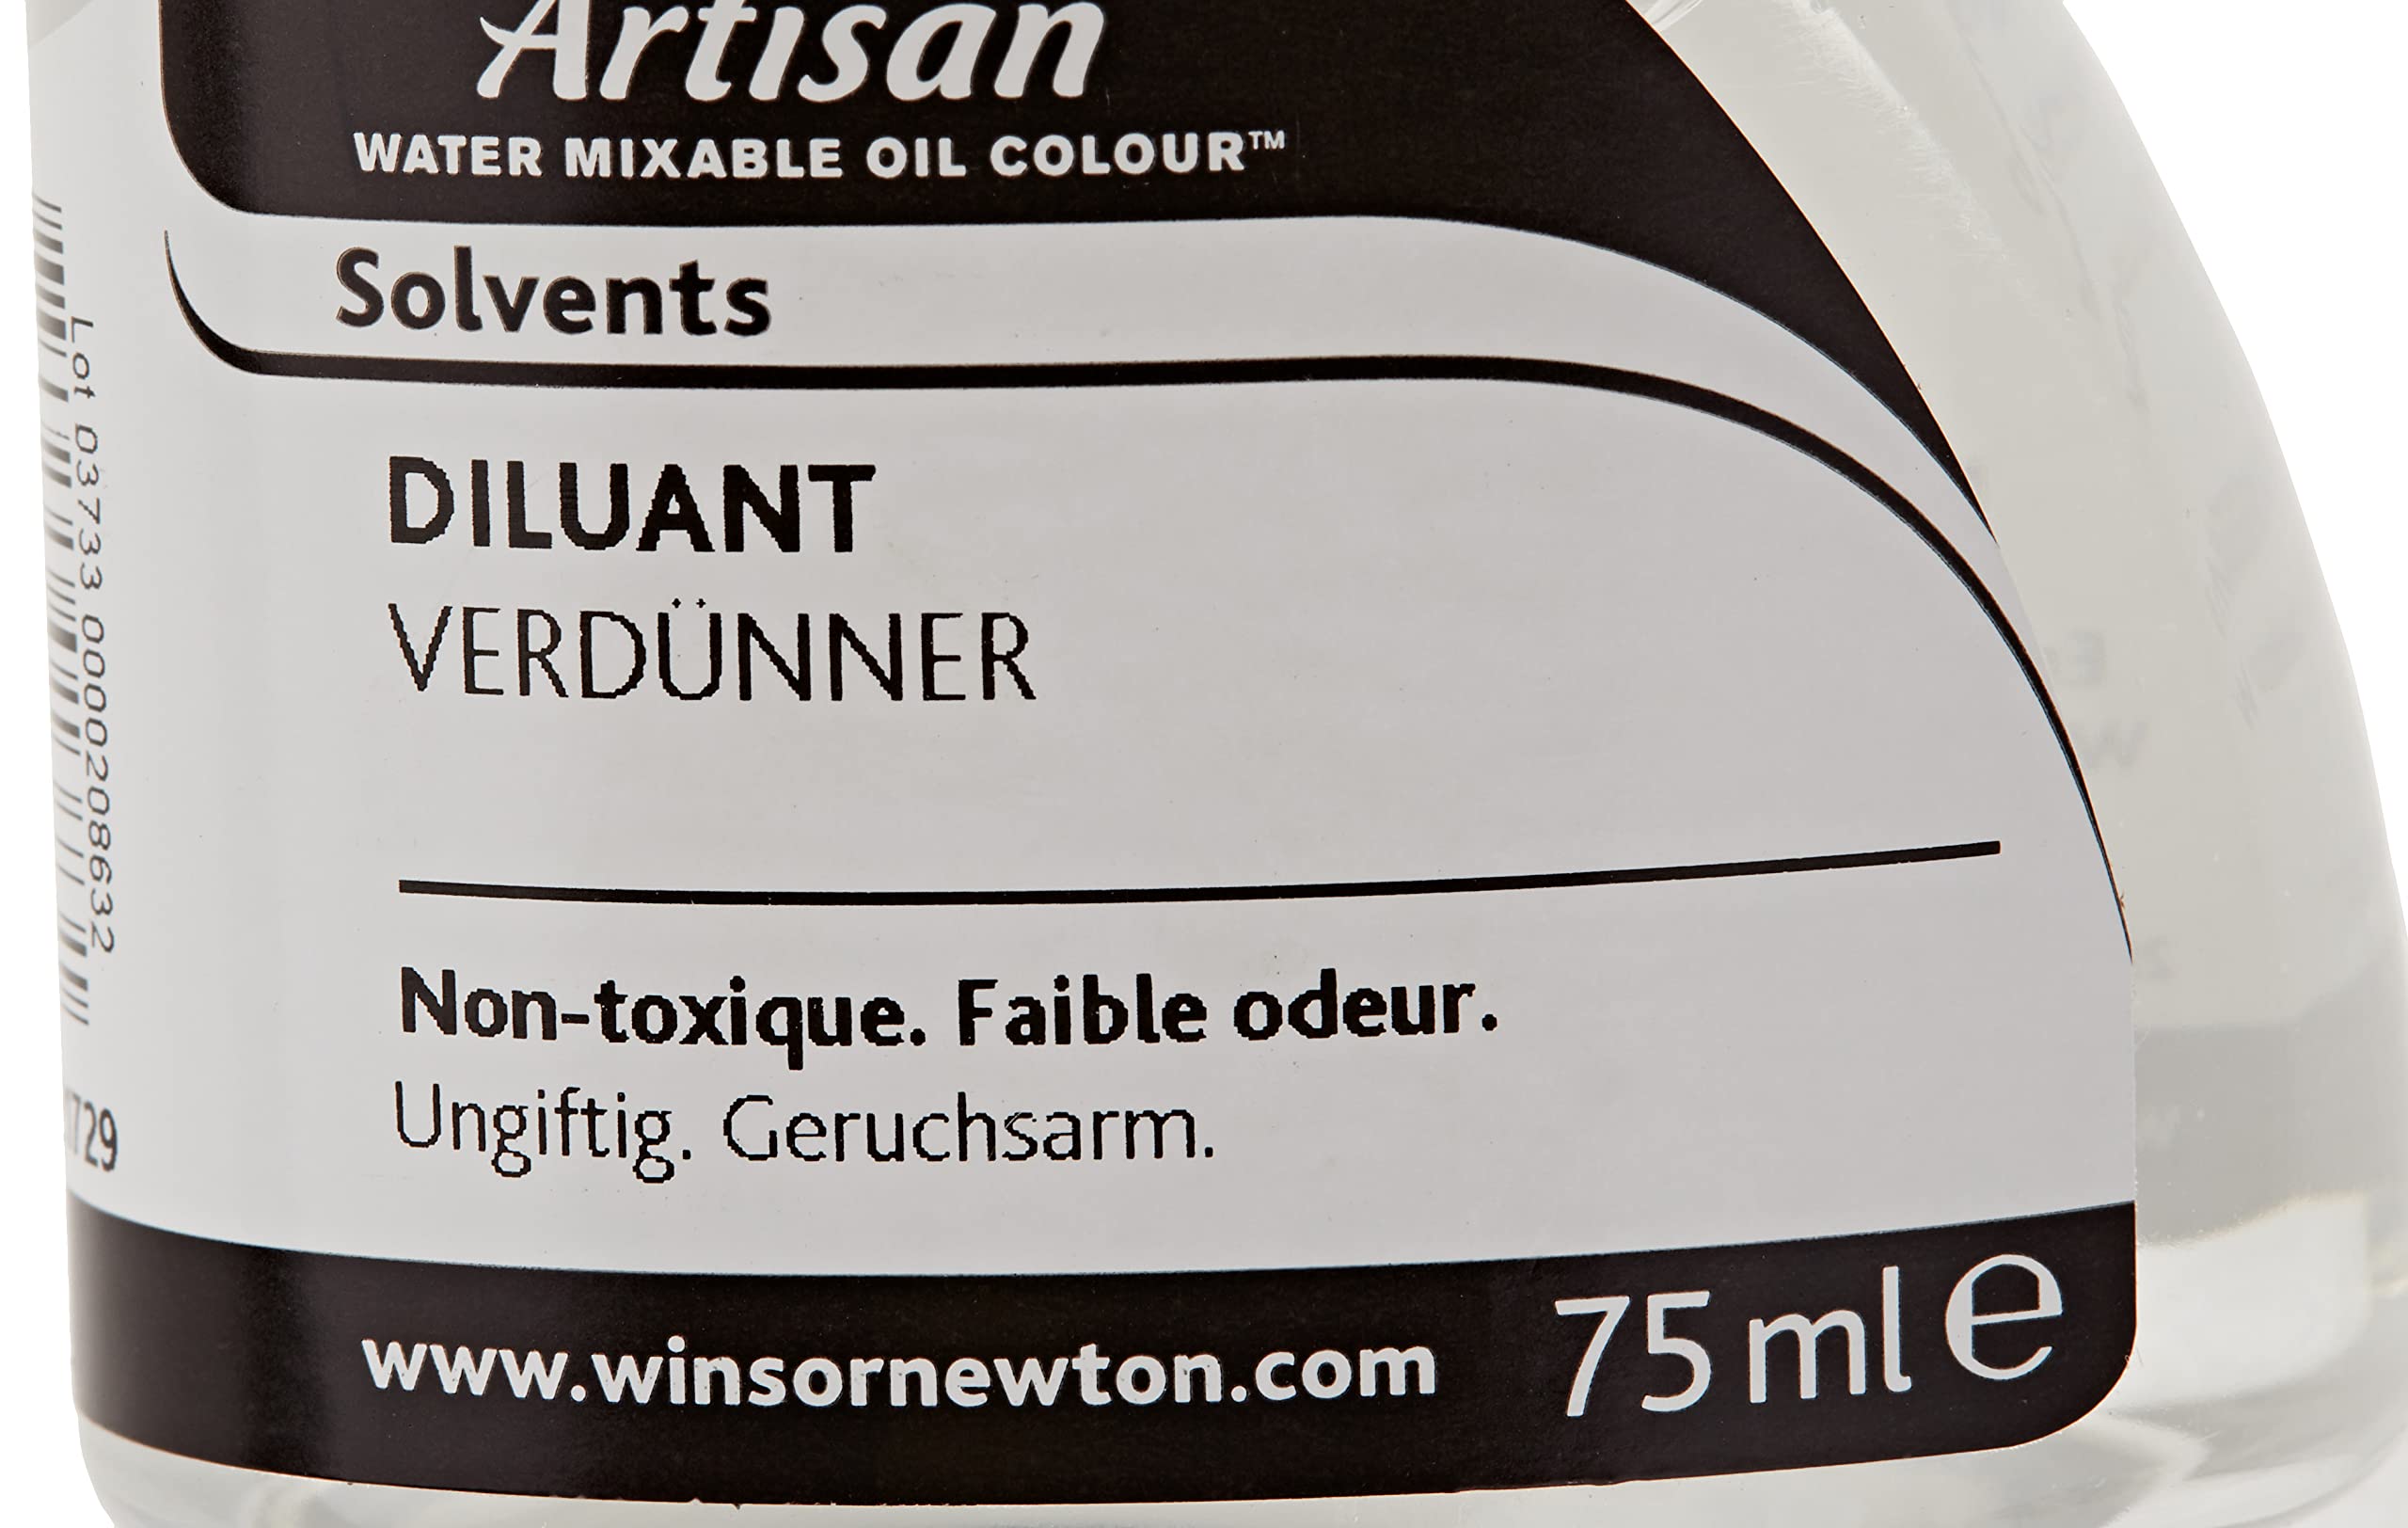 Artisan
WATER MIXABLE OIL COLOUR™
Solvents
DILUANT
VERDÜNNER
Non-toxique. Faible odeur.
Ungiftig. Geruchsarm.
www.winsornewton.com
75 ml ℮
Lot 03733 0000208632